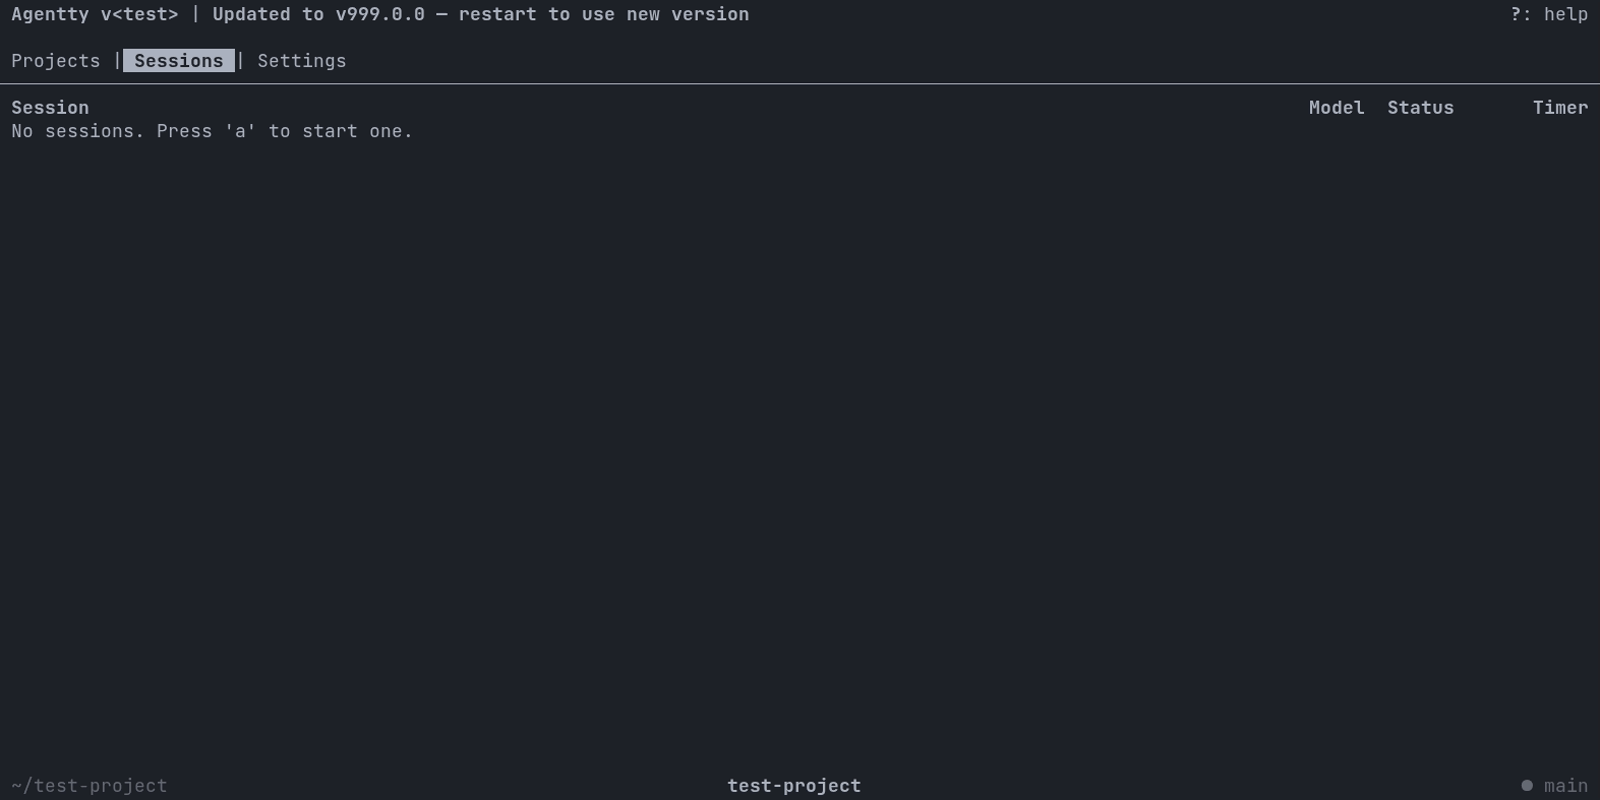 Agentty v<test> | Updated to v999.0.0 — restart to use new version ?: help
Projects | Sessions | Settings
Session Model Status Timer
No sessions. Press 'a' to start one.
~/test-project test-project ● main